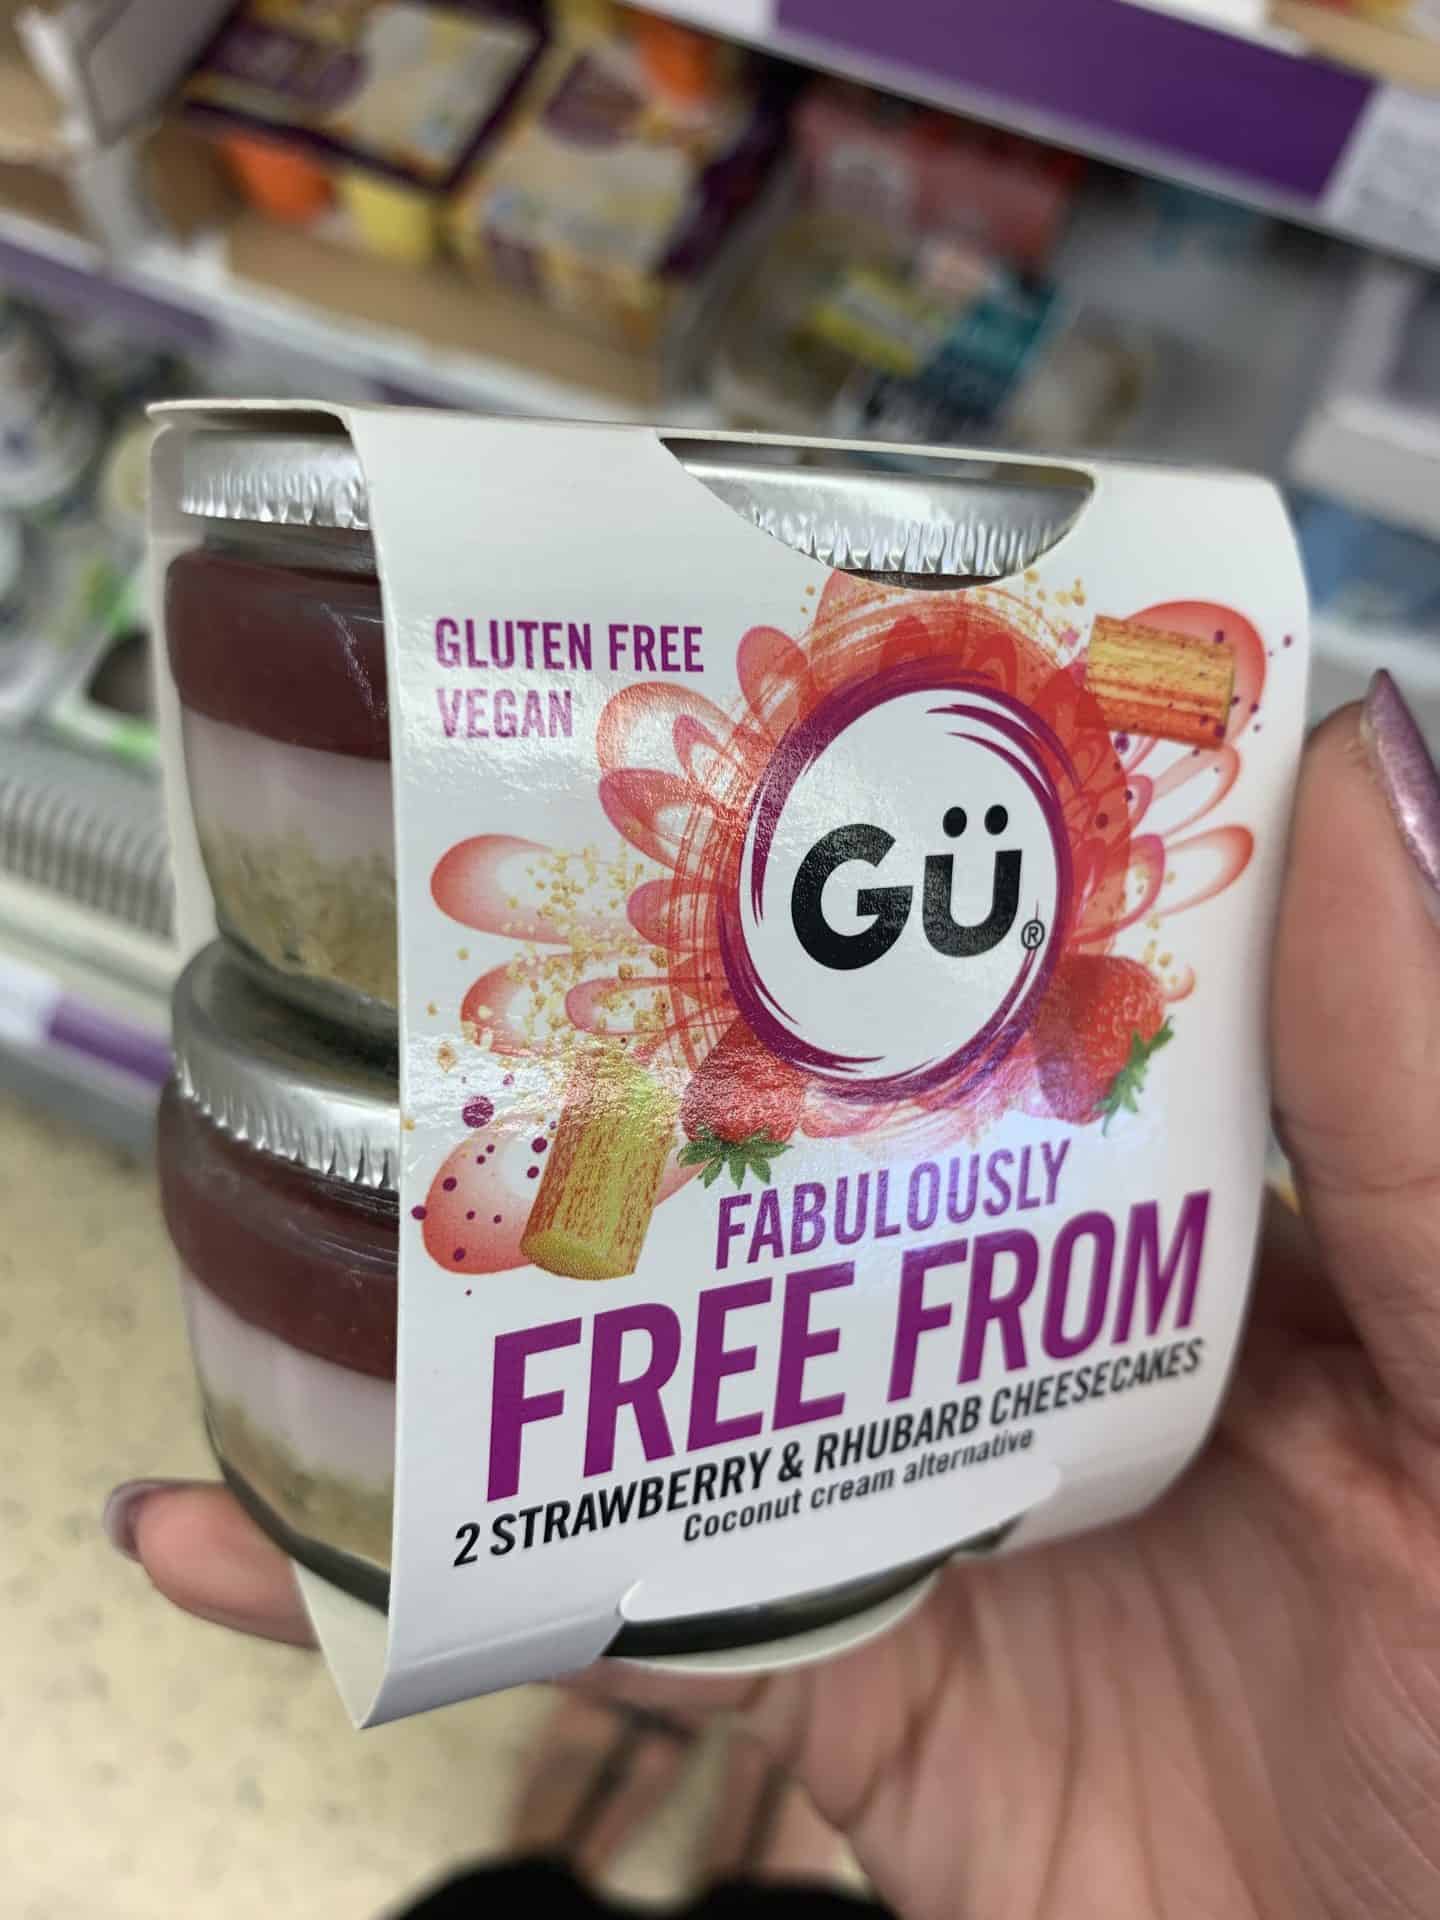 GLUTEN FREE
VEGAN
Gü®
FABULOUSLY
FREE FROM
2 STRAWBERRY & RHUBARB CHEESECAKES
Coconut cream alternative